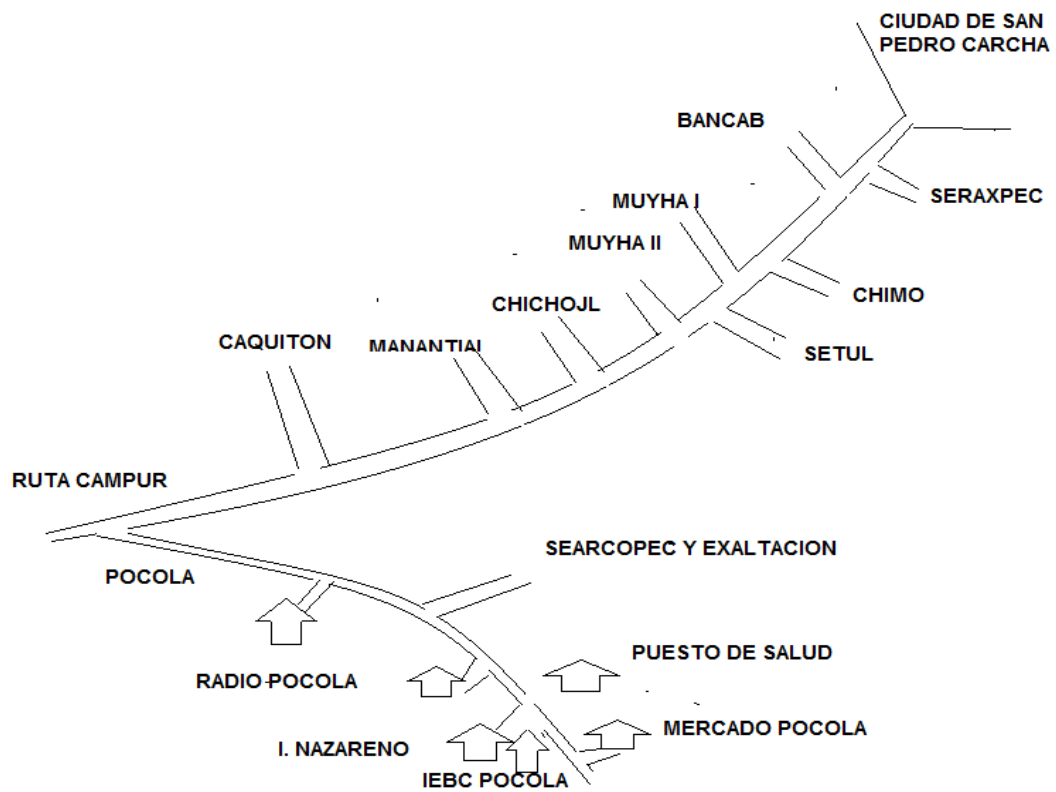 CIUDAD DE SAN
PEDRO CARCHA
BANCAB
SERAXPEC
MUYHA I
MUYHA II
CHIMO
CHICHOJL
SETUL
CAQUITON
MANANTIAL
RUTA CAMPUR
SEARCOPEC Y EXALTACION
POCOLA
PUESTO DE SALUD
RADIO POCOLA
MERCADO POCOLA
I. NAZARENO
IEBC POCOLA